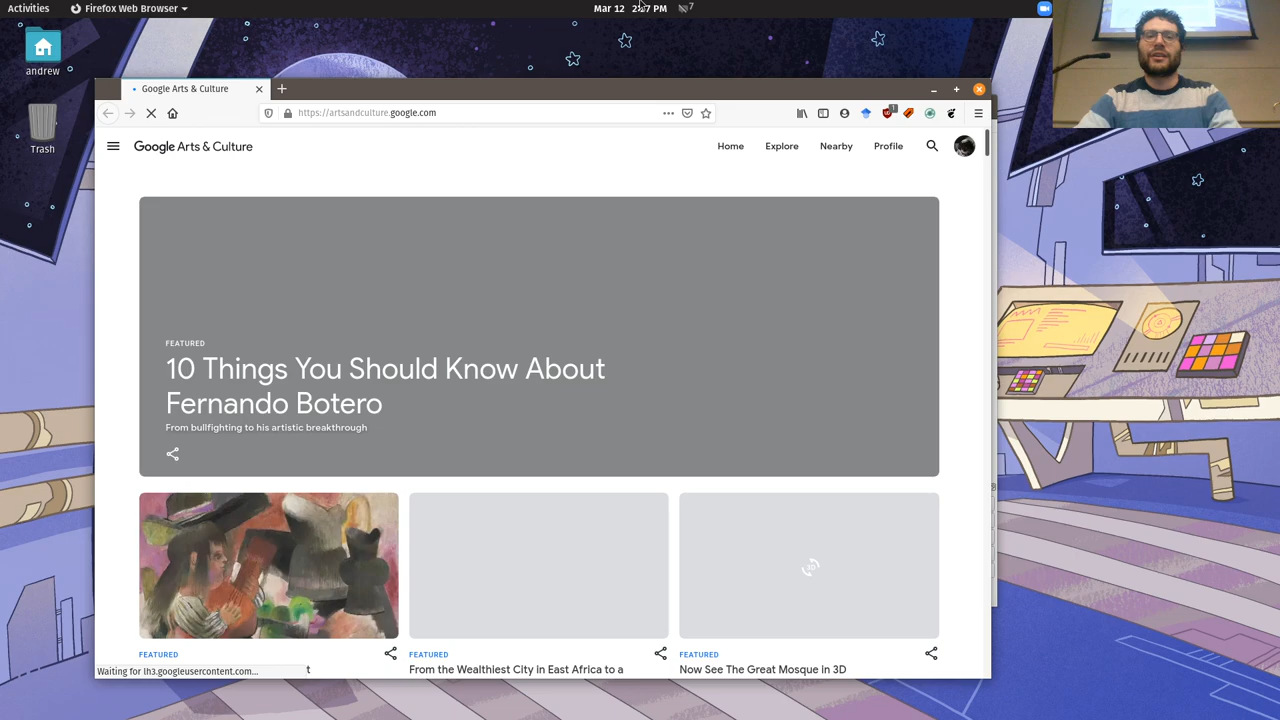 Activities
Firefox Web Browser
Mar 12
PM
7
andrew
Trash
Google Arts & Culture
https://artsandculture.google.com
1
Google Arts & Culture
Home
Explore
Nearby
Profile
FEATURED
10 Things You Should Know About
Fernando Botero
From bullfighting to his artistic breakthrough
3D
FEATURED
FEATURED
FEATURED
t
From the Wealthiest City in East Africa to a
Now See The Great Mosque in 3D
Waiting for lh3.googleusercontent.com...